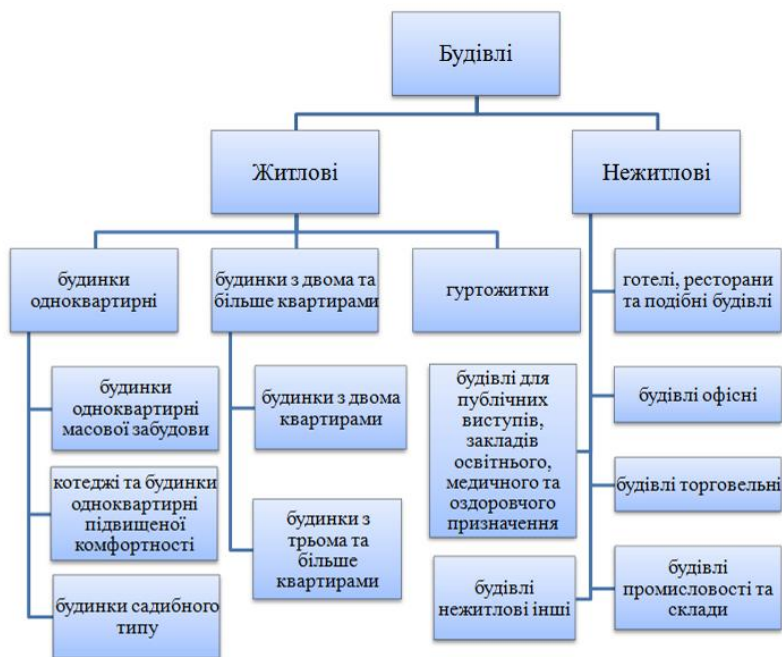 Будівлі
Житлові
Нежитлові
будинки
одноквартирні
будинки з двома та
більше квартирами
гуртожитки
готелі, ресторани
та подібні будівлі
будинки
одноквартирні
масової забудови
будинки з двома
квартирами
будівлі для
публічних
виступів,
закладів
освітнього,
медичного та
оздоровчого
призначення
будівлі офісні
котеджі та будинки
одноквартирні
підвищеної
комфортності
будинки з
трьома та
більше
квартирами
будівлі торговельні
будинки садибного
типу
будівлі
нежитлові інші
будівлі
промисловості та
склади